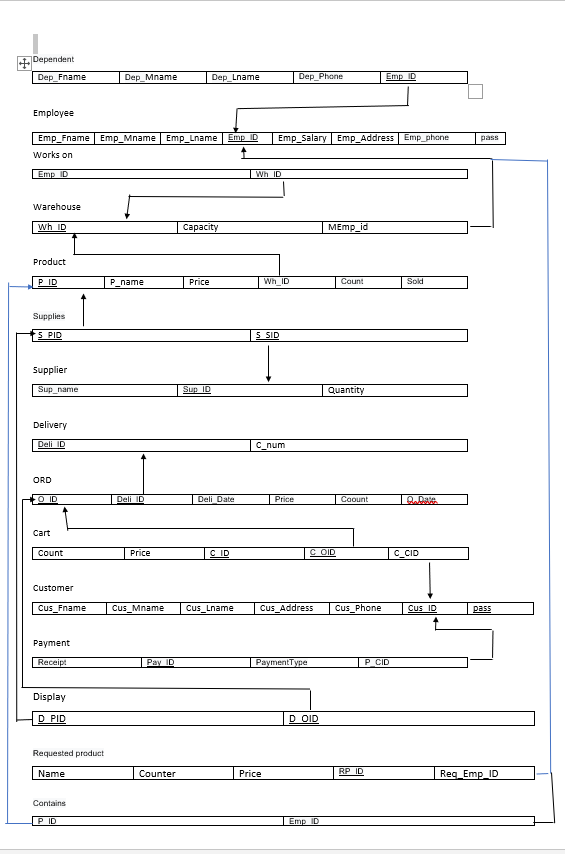 Dependent
Dep_Fname Dep_Mname Dep_Lname Dep_Phone Emp_ID
Employee
Emp_Fname Emp_Mname Emp_Lname Emp_ID Emp_Salary Emp_Address Emp_phone pass
Works on
Emp_ID Wh_ID
Warehouse
Wh_ID Capacity MEmp_id
Product
P_ID P_name Price Wh_ID Count Sold
Supplies
S_PID S_SID
Supplier
Sup_name Sup_ID Quantity
Delivery
Deli_ID C_num
ORD
O_ID Deli_ID Deli_Date Price Coount O_Date
Cart
Count Price C_ID C_OID C_CID
Customer
Cus_Fname Cus_Mname Cus_Lname Cus_Address Cus_Phone Cus_ID pass
Payment
Receipt Pay_ID PaymentType P_CID
Display
D_PID D_OID
Requested product
Name Counter Price RP_ID Req_Emp_ID
Contains
P_ID Emp_ID